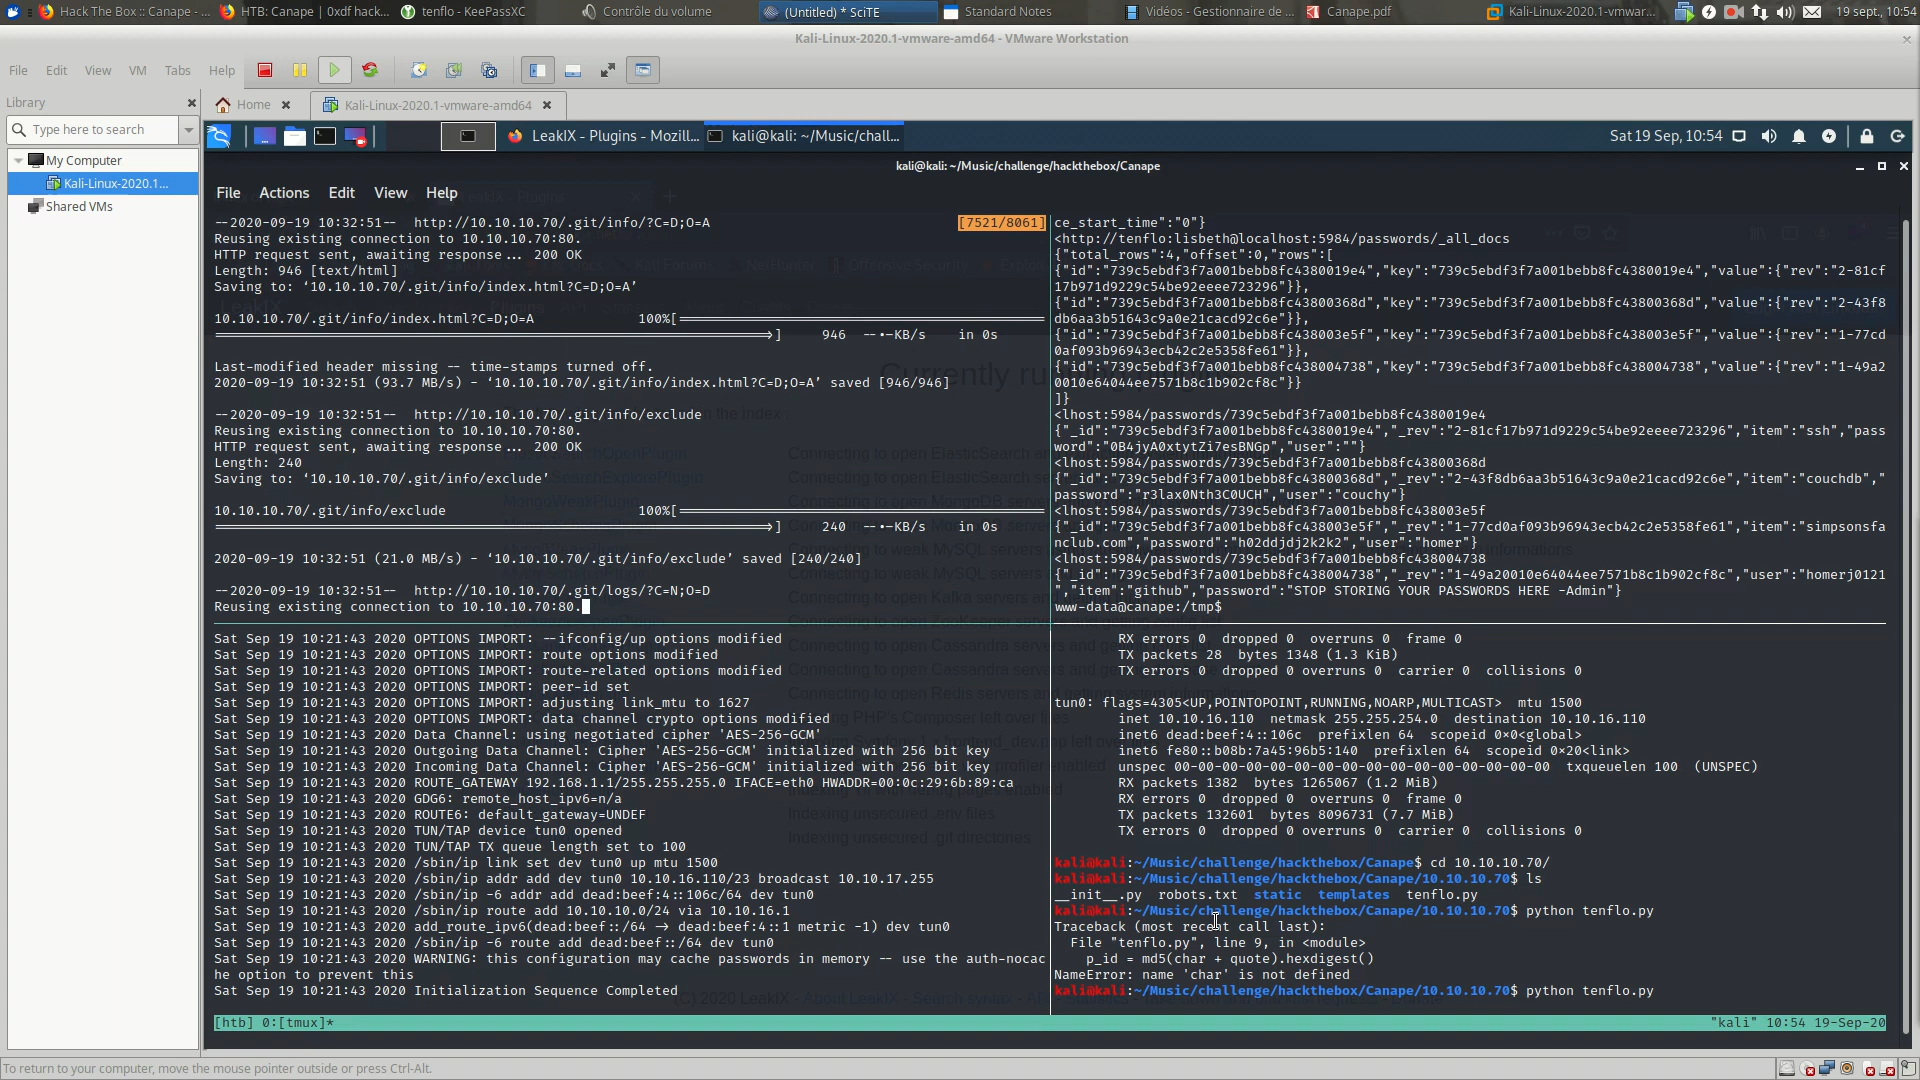 Hack The Box :: Canape - ...
HTB: Canape | 0xdf hack...
tenflo - KeePassXC
Contrôle du volume
(Untitled) * SciTE
Standard Notes
Vidéos - Gestionnaire de ...
Canape.pdf
Kali-Linux-2020.1-vmwar...
19 sept., 10:54
Kali-Linux-2020.1-vmware-amd64 - VMware Workstation
File Edit View VM Tabs Help
Library
Home
Kali-Linux-2020.1-vmware-amd64
Type here to search
My Computer
Kali-Linux-2020.1...
Shared VMs
LeakIX - Plugins - Mozill...
kali@kali: ~/Music/chall...
Sat 19 Sep, 10:54
kali@kali: ~/Music/challenge/hackthebox/Canape
File Actions Edit View Help
--2020-09-19 10:32:51-- http://10.10.10.70/.git/info/?C=D;O=A
[7521/8061]
Reusing existing connection to 10.10.10.70:80.
HTTP request sent, awaiting response... 200 OK
Length: 946 [text/html]
Saving to: ‘10.10.10.70/.git/info/index.html?C=D;O=A’
10.10.10.70/.git/info/index.html?C=D;O=A 100%[================================================>] 946 --.-KB/s in 0s
Last-modified header missing -- time-stamps turned off.
2020-09-19 10:32:51 (93.7 MB/s) - ‘10.10.10.70/.git/info/index.html?C=D;O=A’ saved [946/946]
--2020-09-19 10:32:51-- http://10.10.10.70/.git/info/exclude
Reusing existing connection to 10.10.10.70:80.
HTTP request sent, awaiting response... 200 OK
Length: 240
Saving to: ‘10.10.10.70/.git/info/exclude’
10.10.10.70/.git/info/exclude 100%[================================================>] 240 --.-KB/s in 0s
2020-09-19 10:32:51 (21.0 MB/s) - ‘10.10.10.70/.git/info/exclude’ saved [240/240]
--2020-09-19 10:32:51-- http://10.10.10.70/.git/logs/?C=N;O=D
Reusing existing connection to 10.10.10.70:80.
ce_start_time":"0"}
<http://tenflo:lisbeth@localhost:5984/passwords/_all_docs
{"total_rows":4,"offset":0,"rows":[
{"id":"739c5ebdf3f7a001bebb8fc4380019e4","key":"739c5ebdf3f7a001bebb8fc4380019e4","value":{"rev":"2-81cf
17b971d9229c54be92eeee723296"}},
{"id":"739c5ebdf3f7a001bebb8fc43800368d","key":"739c5ebdf3f7a001bebb8fc43800368d","value":{"rev":"2-43f8
db6aa3b51643c9a0e21cacd92c6e"}},
{"id":"739c5ebdf3f7a001bebb8fc438003e5f","key":"739c5ebdf3f7a001bebb8fc438003e5f","value":{"rev":"1-77cd
0af093b96943ecb42c2e5358fe61"}},
{"id":"739c5ebdf3f7a001bebb8fc438004738","key":"739c5ebdf3f7a001bebb8fc438004738","value":{"rev":"1-49a2
0010e64044ee7571b8c1b902cf8c"}}
]}
<lhost:5984/passwords/739c5ebdf3f7a001bebb8fc4380019e4
{"_id":"739c5ebdf3f7a001bebb8fc4380019e4","_rev":"2-81cf17b971d9229c54be92eeee723296","item":"ssh","pass
word":"0B4jyA0xtytZi7esBNGp","user":""}
<lhost:5984/passwords/739c5ebdf3f7a001bebb8fc43800368d
{"_id":"739c5ebdf3f7a001bebb8fc43800368d","_rev":"2-43f8db6aa3b51643c9a0e21cacd92c6e","item":"couchdb","
password":"r3lax0Nth3C0UCH","user":"couchy"}
<lhost:5984/passwords/739c5ebdf3f7a001bebb8fc438003e5f
{"_id":"739c5ebdf3f7a001bebb8fc438003e5f","_rev":"1-77cd0af093b96943ecb42c2e5358fe61","item":"simpsonsfa
nclub.com","password":"h02ddjdj2k2k2","user":"homer"}
<lhost:5984/passwords/739c5ebdf3f7a001bebb8fc438004738
{"_id":"739c5ebdf3f7a001bebb8fc438004738","_rev":"1-49a20010e64044ee7571b8c1b902cf8c","user":"homerj0121
","item":"github","password":"STOP STORING YOUR PASSWORDS HERE -Admin"}
www-data@canape:/tmp$
Sat Sep 19 10:21:43 2020 OPTIONS IMPORT: --ifconfig/up options modified
Sat Sep 19 10:21:43 2020 OPTIONS IMPORT: route options modified
Sat Sep 19 10:21:43 2020 OPTIONS IMPORT: route-related options modified
Sat Sep 19 10:21:43 2020 OPTIONS IMPORT: peer-id set
Sat Sep 19 10:21:43 2020 OPTIONS IMPORT: adjusting link_mtu to 1627
Sat Sep 19 10:21:43 2020 OPTIONS IMPORT: data channel crypto options modified
Sat Sep 19 10:21:43 2020 Data Channel: using negotiated cipher 'AES-256-GCM'
Sat Sep 19 10:21:43 2020 Outgoing Data Channel: Cipher 'AES-256-GCM' initialized with 256 bit key
Sat Sep 19 10:21:43 2020 Incoming Data Channel: Cipher 'AES-256-GCM' initialized with 256 bit key
Sat Sep 19 10:21:43 2020 ROUTE_GATEWAY 192.168.1.1/255.255.255.0 IFACE=eth0 HWADDR=00:0c:29:6b:89:ca
Sat Sep 19 10:21:43 2020 GDG6: remote_host_ipv6=n/a
Sat Sep 19 10:21:43 2020 ROUTE6: default_gateway=UNDEF
Sat Sep 19 10:21:43 2020 TUN/TAP device tun0 opened
Sat Sep 19 10:21:43 2020 TUN/TAP TX queue length set to 100
Sat Sep 19 10:21:43 2020 /sbin/ip link set dev tun0 up mtu 1500
Sat Sep 19 10:21:43 2020 /sbin/ip addr add dev tun0 10.10.16.110/23 broadcast 10.10.17.255
Sat Sep 19 10:21:43 2020 /sbin/ip -6 addr add dead:beef:4::106c/64 dev tun0
Sat Sep 19 10:21:43 2020 /sbin/ip route add 10.10.10.0/24 via 10.10.16.1
Sat Sep 19 10:21:43 2020 add_route_ipv6(dead:beef::/64 -> dead:beef:4::1 metric -1) dev tun0
Sat Sep 19 10:21:43 2020 /sbin/ip -6 route add dead:beef::/64 dev tun0
Sat Sep 19 10:21:43 2020 WARNING: this configuration may cache passwords in memory -- use the auth-nocac
he option to prevent this
Sat Sep 19 10:21:43 2020 Initialization Sequence Completed
RX errors 0 dropped 0 overruns 0 frame 0
TX packets 28 bytes 1348 (1.3 KiB)
TX errors 0 dropped 0 overruns 0 carrier 0 collisions 0
tun0: flags=4305<UP,POINTOPOINT,RUNNING,NOARP,MULTICAST> mtu 1500
inet 10.10.16.110 netmask 255.255.254.0 destination 10.10.16.110
inet6 dead:beef:4::106c prefixlen 64 scopeid 0x0<global>
inet6 fe80::b08b:7a45:96b5:140 prefixlen 64 scopeid 0x20<link>
unspec 00-00-00-00-00-00-00-00-00-00-00-00-00-00-00-00 txqueuelen 100 (UNSPEC)
RX packets 1382 bytes 1265067 (1.2 MiB)
RX errors 0 dropped 0 overruns 0 frame 0
TX packets 132601 bytes 8096731 (7.7 MiB)
TX errors 0 dropped 0 overruns 0 carrier 0 collisions 0
kali@kali:~/Music/challenge/hackthebox/Canape$ cd 10.10.10.70/
kali@kali:~/Music/challenge/hackthebox/Canape/10.10.10.70$ ls
__init__.py robots.txt static templates tenflo.py
kali@kali:~/Music/challenge/hackthebox/Canape/10.10.10.70$ python tenflo.py
Traceback (most recent call last):
File "tenflo.py", line 9, in <module>
p_id = md5(char + quote).hexdigest()
NameError: name 'char' is not defined
kali@kali:~/Music/challenge/hackthebox/Canape/10.10.10.70$ python tenflo.py
[htb] 0:[tmux]*
"kali" 10:54 19-Sep-20
To return to your computer, move the mouse pointer outside or press Ctrl-Alt.